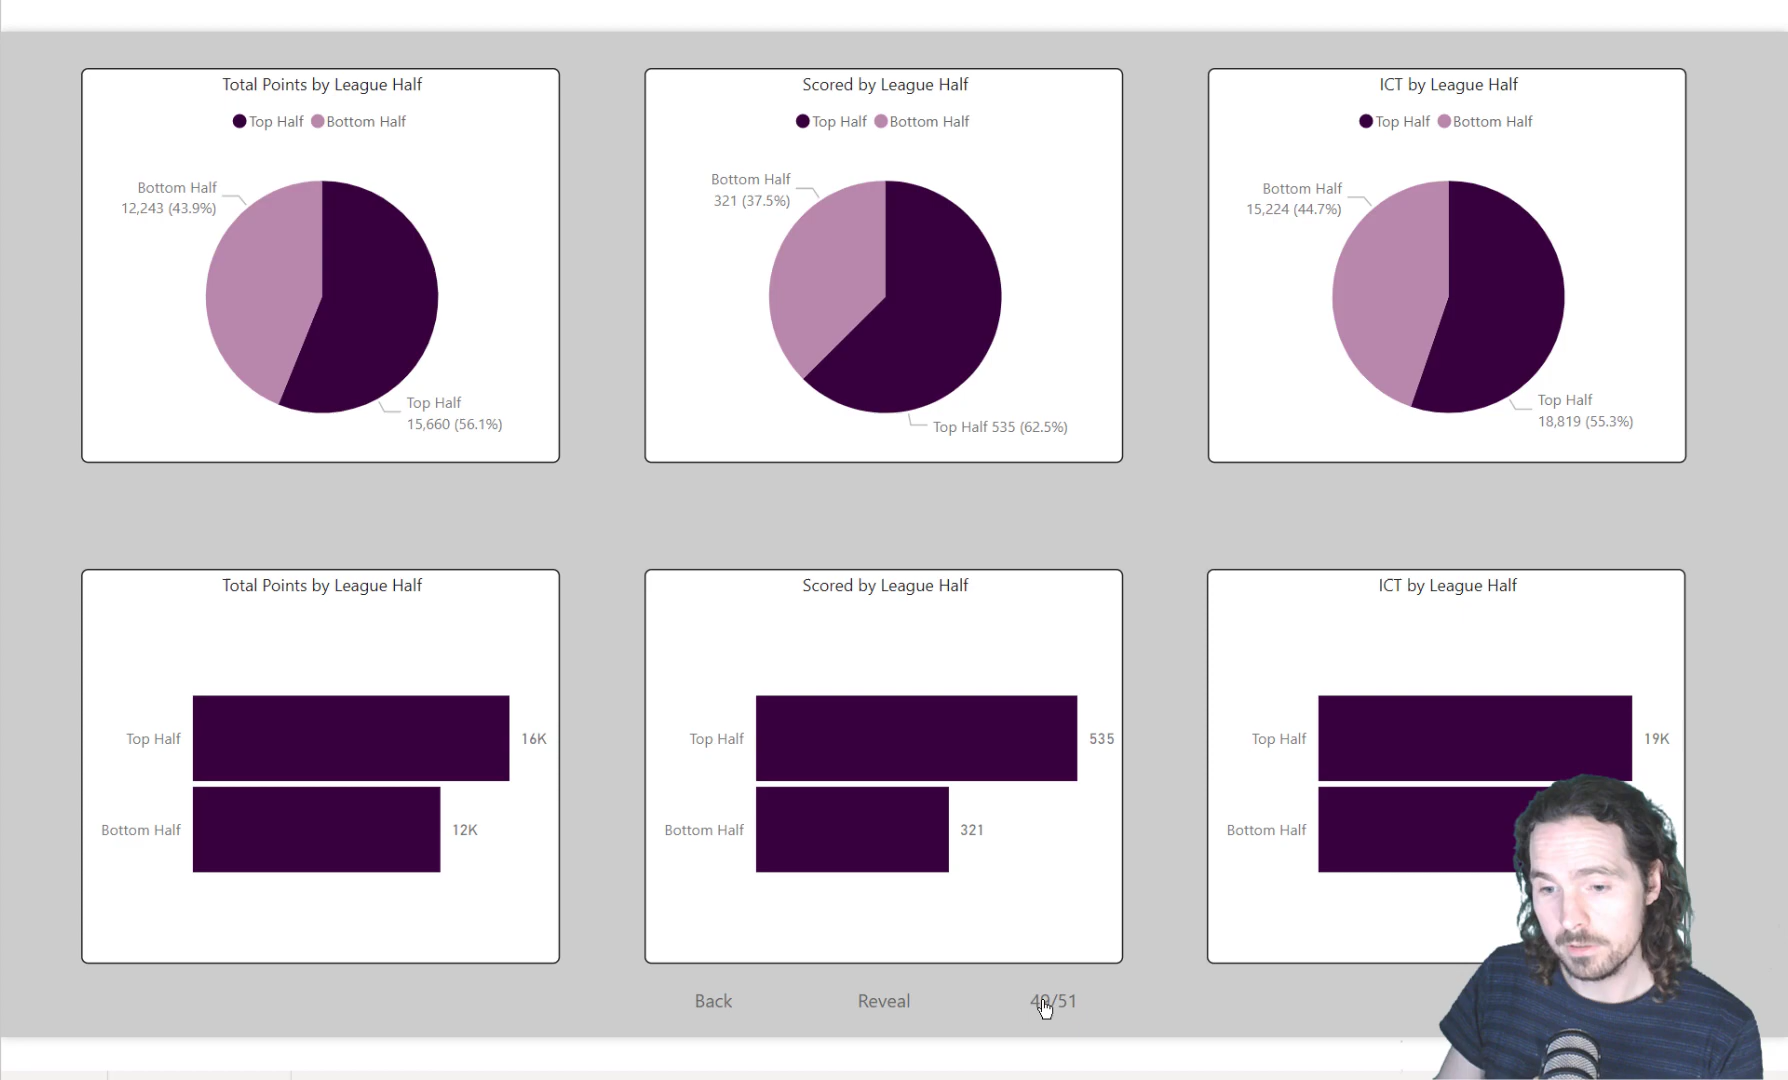 Total Points by League Half
Top Half Bottom Half
Bottom Half
12,243 (43.9%)
Top Half
15,660 (56.1%)
Scored by League Half
Top Half Bottom Half
Bottom Half
321 (37.5%)
Top Half 535 (62.5%)
ICT by League Half
Top Half Bottom Half
Bottom Half
15,224 (44.7%)
Top Half
18,819 (55.3%)
Total Points by League Half
Top Half 16K
Bottom Half 12K
Scored by League Half
Top Half 535
Bottom Half 321
ICT by League Half
Top Half 19K
Bottom Half
Back Reveal